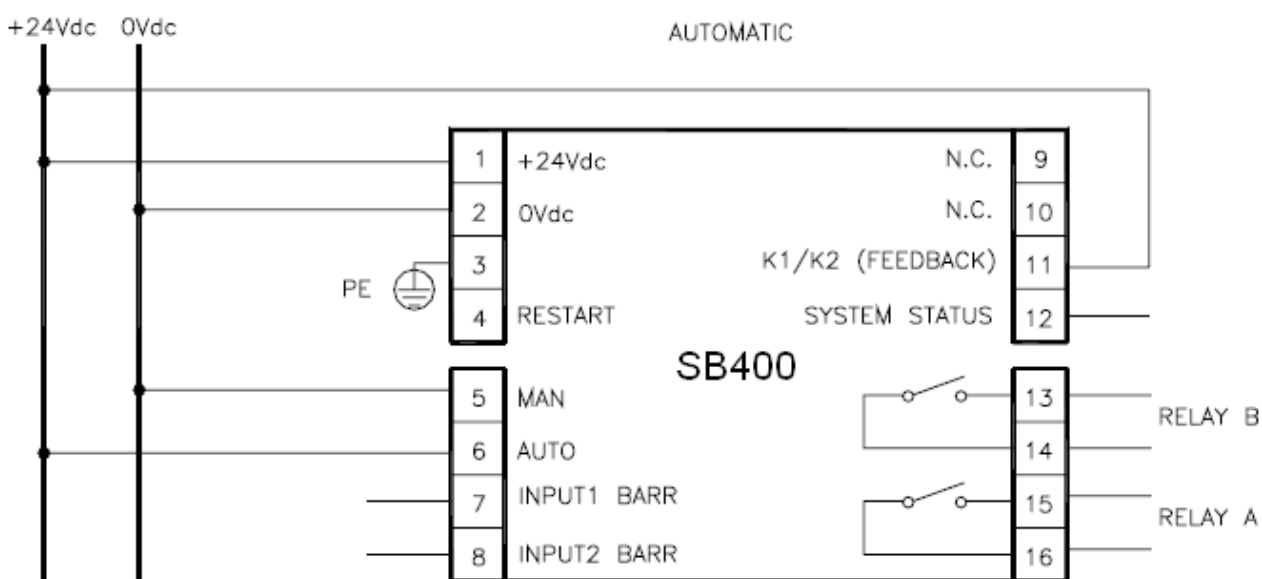 +24Vdc 0Vdc
AUTOMATIC
1 +24Vdc N.C. 9
2 0Vdc N.C. 10
PE 3 K1/K2 (FEEDBACK) 11
4 RESTART SYSTEM STATUS 12
SB400
5 MAN 13
RELAY B
6 AUTO 14
7 INPUT1 BARR 15
RELAY A
8 INPUT2 BARR 16